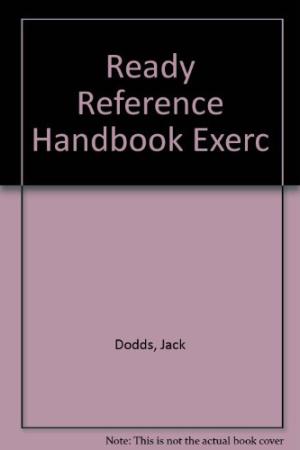 Ready
Reference
Handbook Exerc
Dodds, Jack
Note: This is not the actual book cover